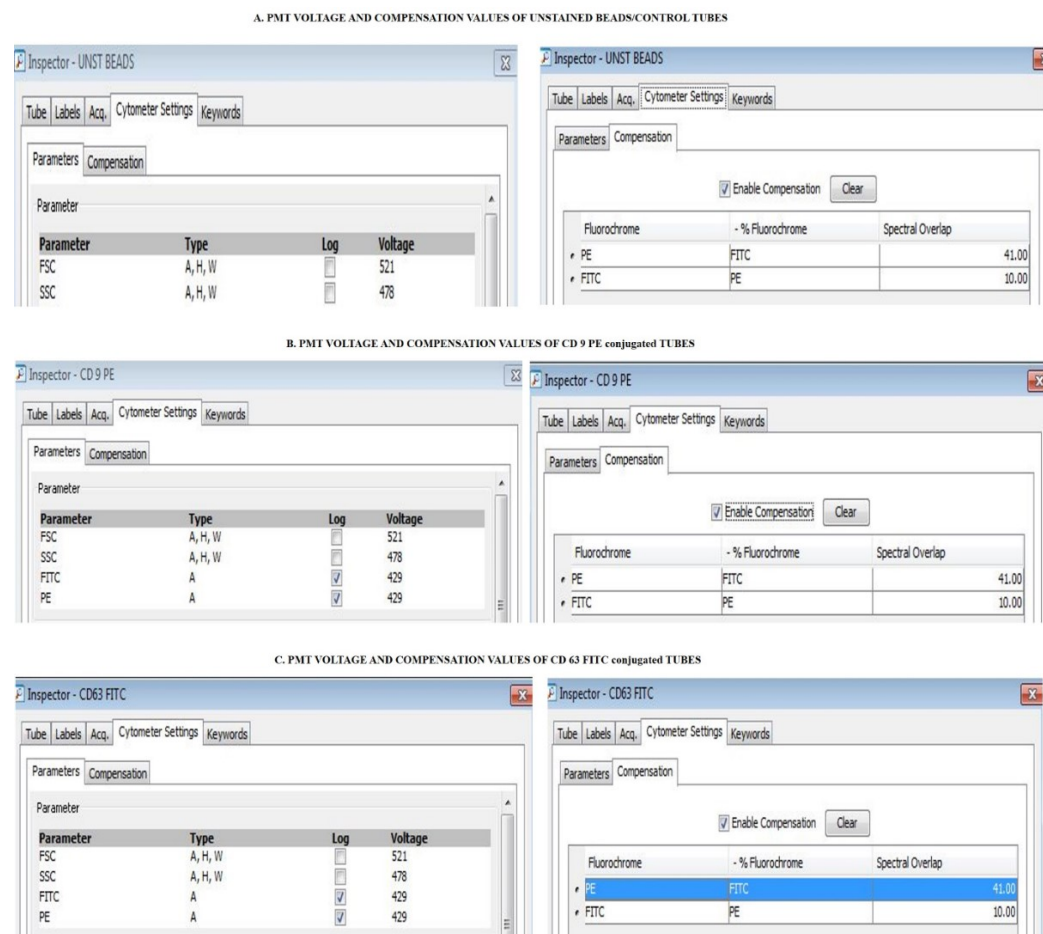 A. PMT VOLTAGE AND COMPENSATION VALUES OF UNSTAINED BEADS/CONTROL TUBES
Inspector - UNST BEADS
Tube Labels Acq. Cytometer Settings Keywords
Parameters Compensation
Parameter
Parameter Type Log Voltage
FSC A, H, W 521
SSC A, H, W 478
Inspector - UNST BEADS
Tube Labels Acq. Cytometer Settings Keywords
Parameters Compensation
Enable Compensation Clear
Fluorochrome - % Fluorochrome Spectral Overlap
PE FITC 41.00
FITC PE 10.00
B. PMT VOLTAGE AND COMPENSATION VALUES OF CD 9 PE conjugated TUBES
Inspector - CD 9 PE
Tube Labels Acq. Cytometer Settings Keywords
Parameters Compensation
Parameter
Parameter Type Log Voltage
FSC A, H, W 521
SSC A, H, W 478
FITC A 429
PE A 429
Inspector - CD 9 PE
Tube Labels Acq. Cytometer Settings Keywords
Parameters Compensation
Enable Compensation Clear
Fluorochrome - % Fluorochrome Spectral Overlap
PE FITC 41.00
FITC PE 10.00
C. PMT VOLTAGE AND COMPENSATION VALUES OF CD 63 FITC conjugated TUBES
Inspector - CD63 FITC
Tube Labels Acq. Cytometer Settings Keywords
Parameters Compensation
Parameter
Parameter Type Log Voltage
FSC A, H, W 521
SSC A, H, W 478
FITC A 429
PE A 429
Inspector - CD63 FITC
Tube Labels Acq. Cytometer Settings Keywords
Parameters Compensation
Enable Compensation Clear
Fluorochrome - % Fluorochrome Spectral Overlap
PE FITC 41.00
FITC PE 10.00